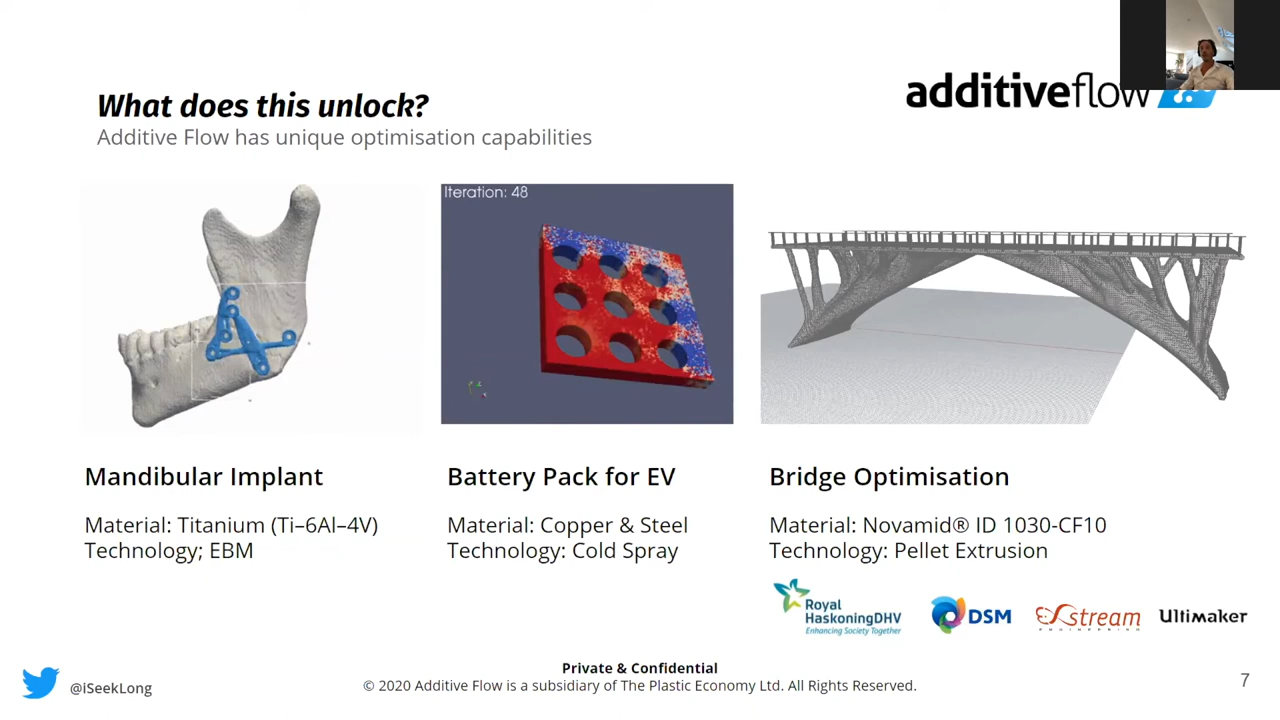 What does this unlock?
Additive Flow has unique optimisation capabilities
additiveflow
Iteration: 48
Mandibular Implant
Material: Titanium (Ti–6Al–4V)
Technology; EBM
Battery Pack for EV
Material: Copper & Steel
Technology: Cold Spray
Bridge Optimisation
Material: Novamid® ID 1030-CF10
Technology: Pellet Extrusion
Royal
HaskoningDHV
Enhancing Society Together
DSM
eXstream
ENGINEERING
Ultimaker
@iSeekLong
Private & Confidential
© 2020 Additive Flow is a subsidiary of The Plastic Economy Ltd. All Rights Reserved.
7